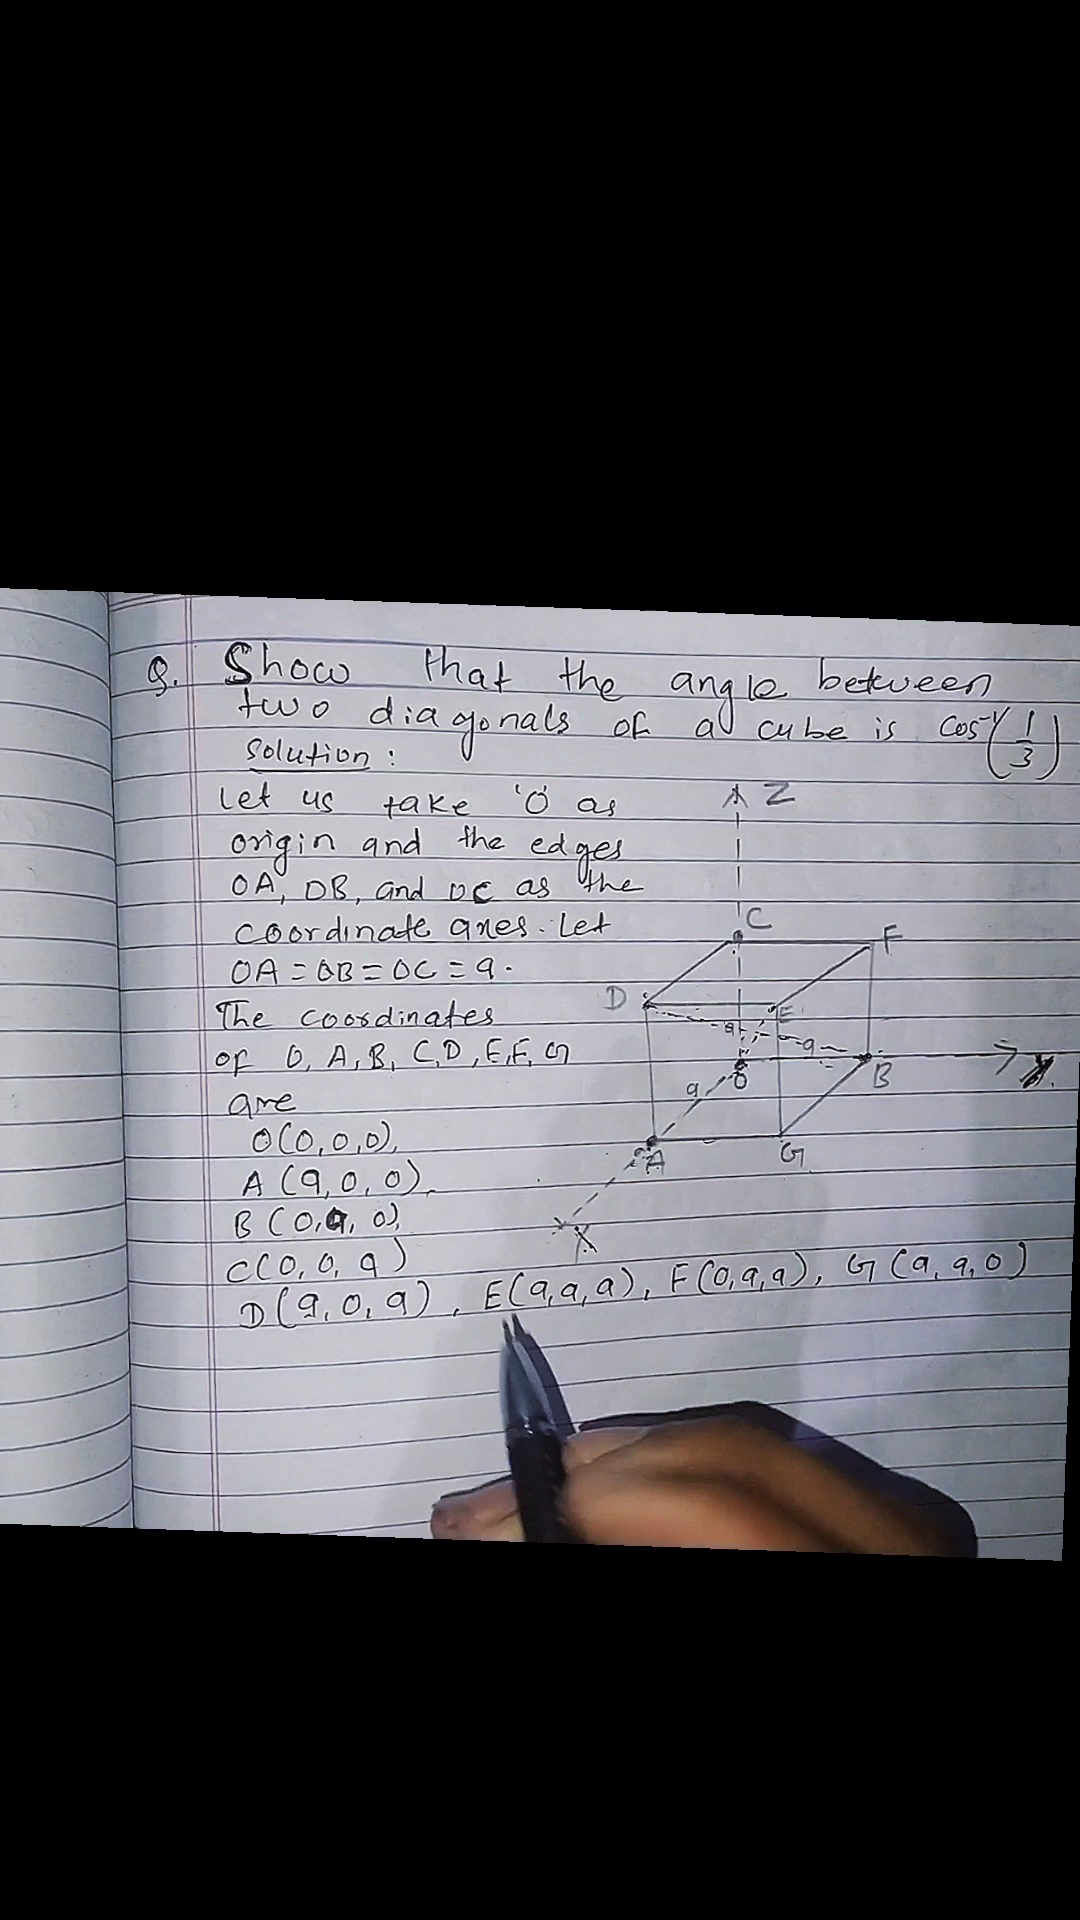 Q. Show that the angle between
two diagonals of a cube is cos⁻¹(1/3)
Solution:
Let us take 'O' as
origin and the edges
OA, OB, and OC as the
coordinate axes. Let
OA = OB = OC = a.
The coordinates
of O, A, B, C, D, E, F, G
are
O(0,0,0),
A (a, 0, 0),
B (0, a, 0),
C(0, 0, a)
D(a, 0, a), E(a,a,a), F(0,a,a), G(a,a,0)
Z
C
F
D
E
a
a
O
B
Y
a
A
G
X